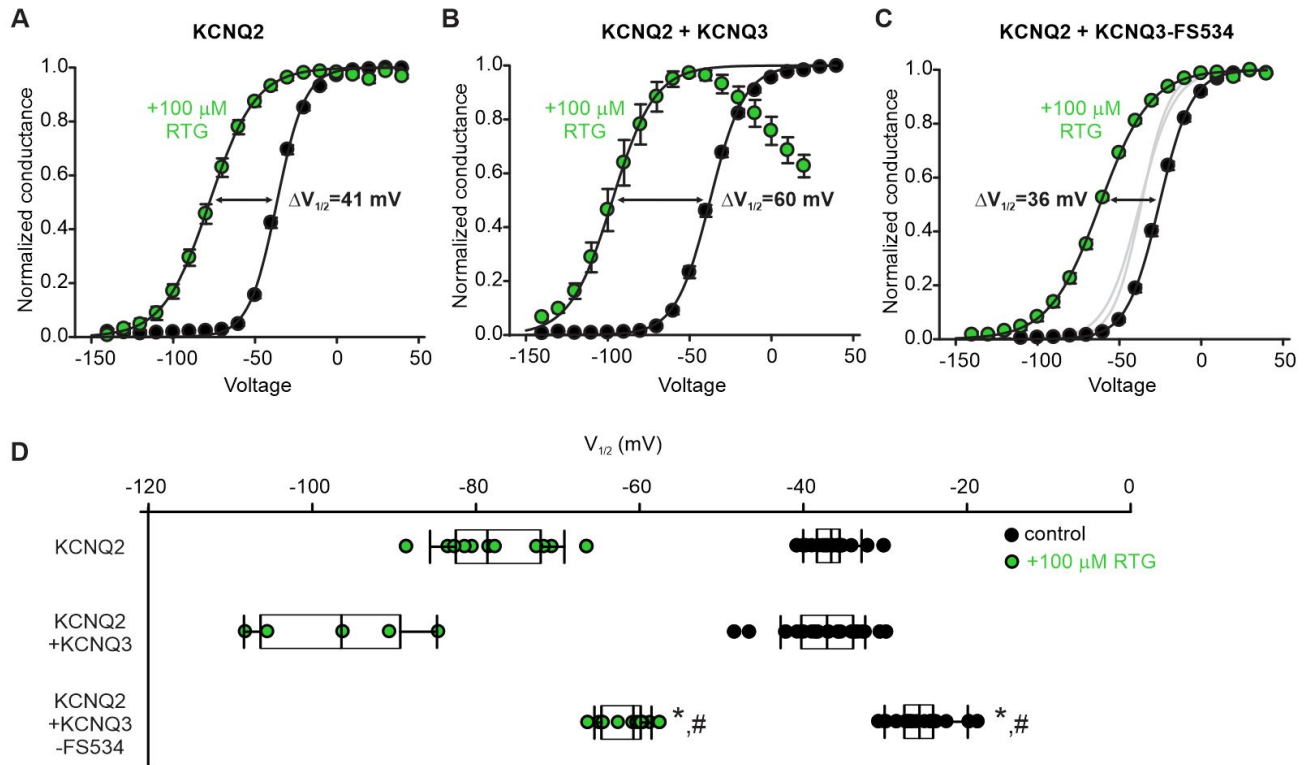 A
KCNQ2
Normalized conductance
1.0
0.8
0.6
0.4
0.2
0.0
+100 μM
RTG
ΔV1/2=41 mV
-150
-100
-50
0
50
Voltage
B
KCNQ2 + KCNQ3
Normalized conductance
1.0
0.8
0.6
0.4
0.2
0.0
+100 μM
RTG
ΔV1/2=60 mV
-150
-100
-50
0
50
Voltage
C
KCNQ2 + KCNQ3-FS534
Normalized conductance
1.0
0.8
0.6
0.4
0.2
0.0
+100 μM
RTG
ΔV1/2=36 mV
-150
-100
-50
0
50
Voltage
D
V1/2 (mV)
-120
-100
-80
-60
-40
-20
0
KCNQ2
control
+100 μM RTG
KCNQ2
+KCNQ3
KCNQ2
+KCNQ3
-FS534
*,#
*,#